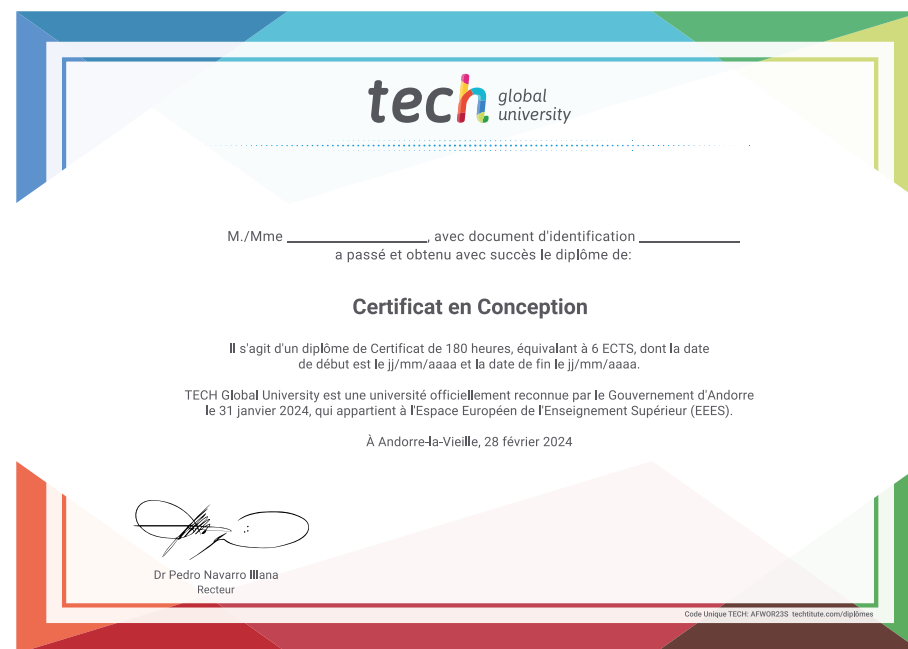 tech global
university
M./Mme ____________, avec document d'identification ____________
a passé et obtenu avec succès le diplôme de:
Certificat en Conception
Il s'agit d'un diplôme de Certificat de 180 heures, équivalant à 6 ECTS, dont la date
de début est le jj/mm/aaaa et la date de fin le jj/mm/aaaa.
TECH Global University est une université officiellement reconnue par le Gouvernement d'Andorre
le 31 janvier 2024, qui appartient à l'Espace Européen de l'Enseignement Supérieur (EEES).
À Andorre-la-Vieille, 28 février 2024
Dr Pedro Navarro Illana
Recteur
Code Unique TECH: AFWOR23S techtitute.com/diplômes